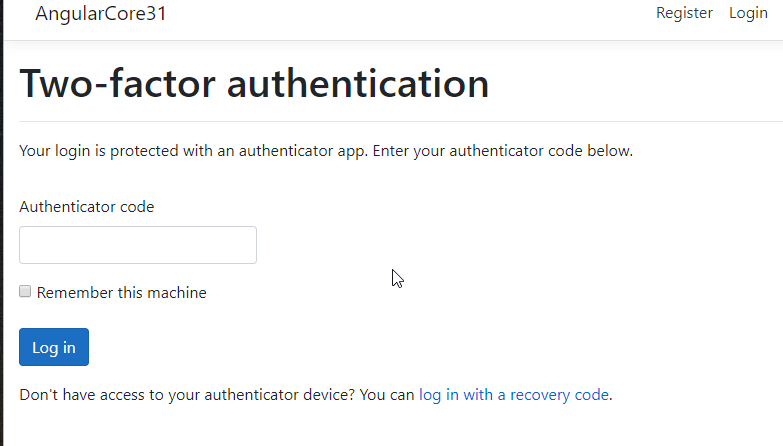 AngularCore31 Register Login
Two-factor authentication
Your login is protected with an authenticator app. Enter your authenticator code below.
Authenticator code
Remember this machine
Log in
Don't have access to your authenticator device? You can log in with a recovery code.